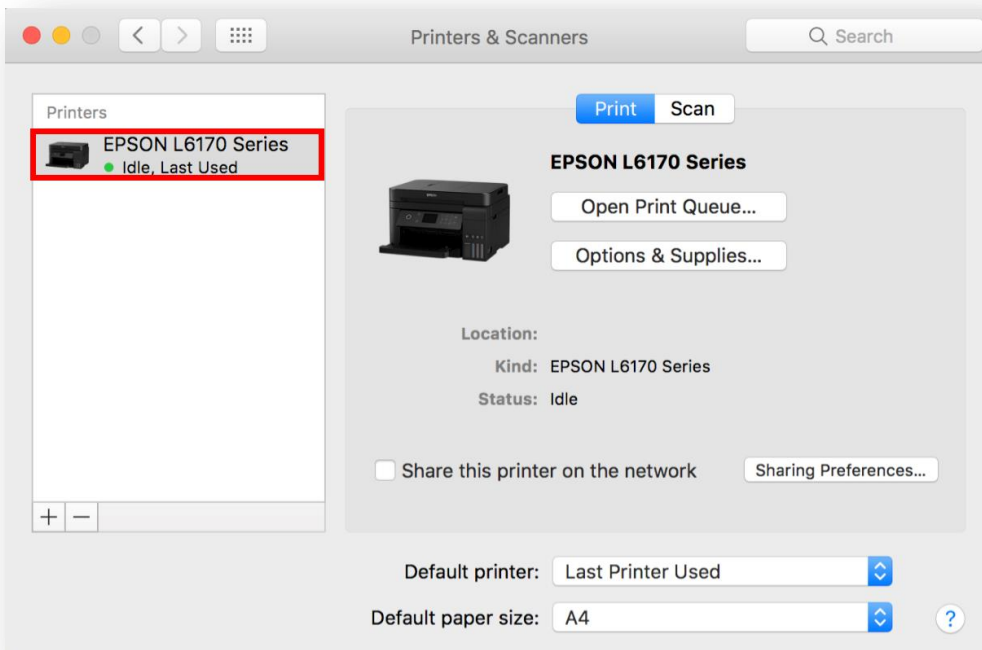 Printers & Scanners
Search
Printers
EPSON L6170 Series
Idle, Last Used
Print Scan
EPSON L6170 Series
Open Print Queue...
Options & Supplies...
Location:
Kind: EPSON L6170 Series
Status: Idle
Share this printer on the network
Sharing Preferences...
Default printer: Last Printer Used
Default paper size: A4
?